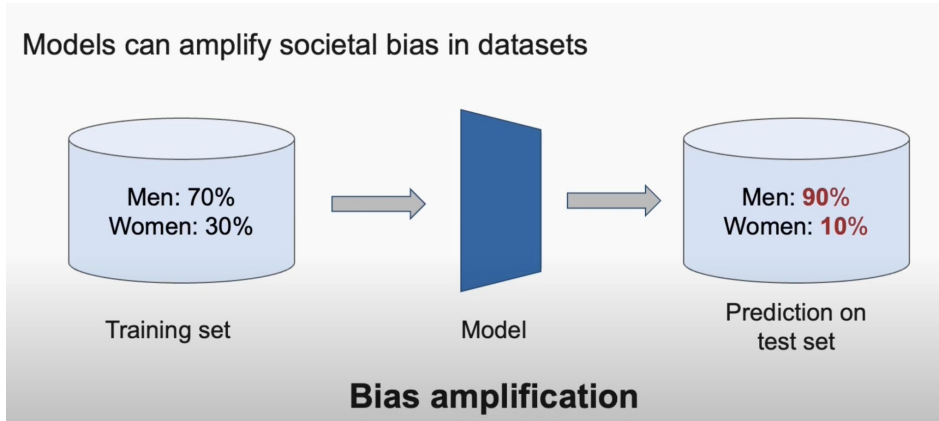 Models can amplify societal bias in datasets
Men: 70%
Women: 30%
Training set
Model
Men: 90%
Women: 10%
Prediction on
test set
Bias amplification